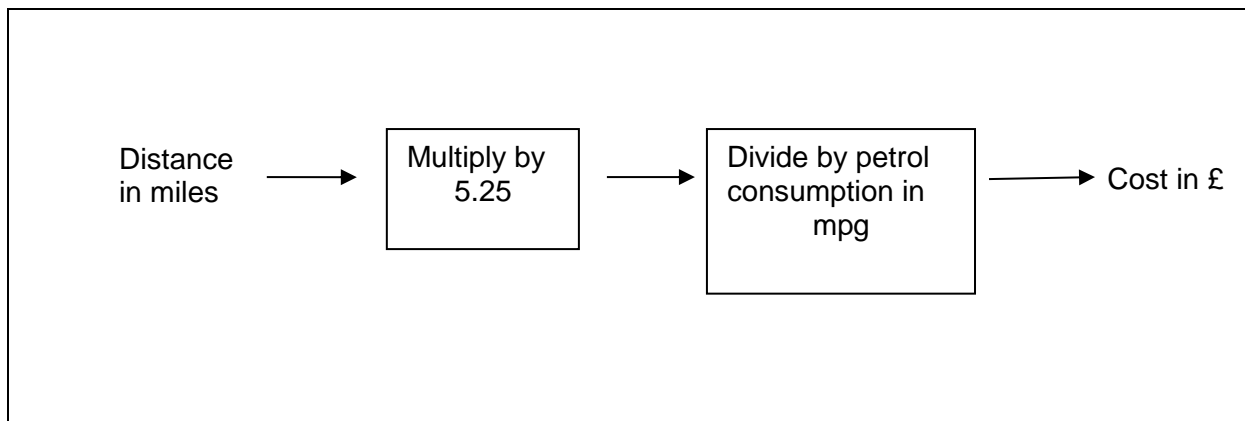 Distance
in miles
Multiply by
5.25
Divide by petrol
consumption in
mpg
Cost in £